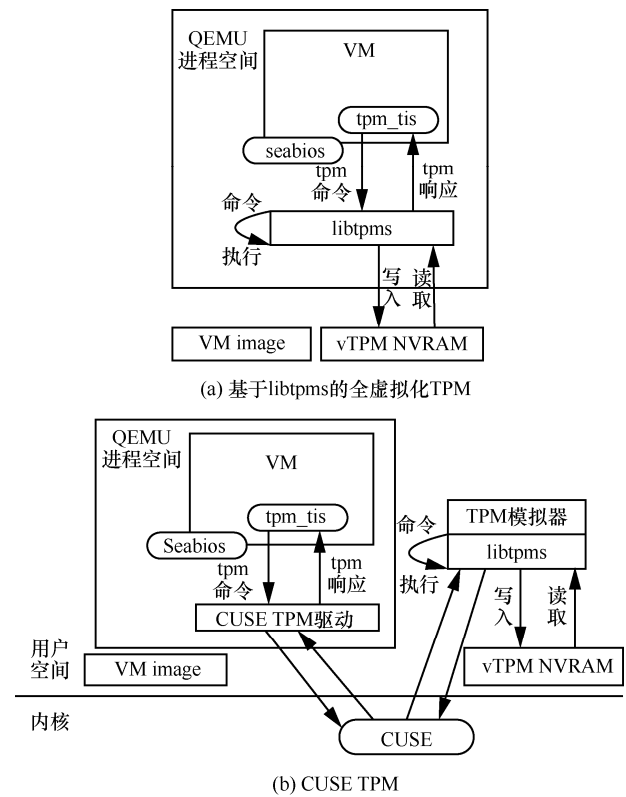 QEMU
进程空间
VM
tpm_tis
seabios
tpm
命令
tpm
响应
命令
执行
libtpms
写
入
读
取
VM image
vTPM NVRAM
(a) 基于libtpms的全虚拟化TPM
QEMU
进程空间
VM
tpm_tis
Seabios
tpm
命令
tpm
响应
CUSE TPM驱动
命令
执行
TPM模拟器
libtpms
写
入
读
取
用户
空间
VM image
vTPM NVRAM
内核
CUSE
(b) CUSE TPM